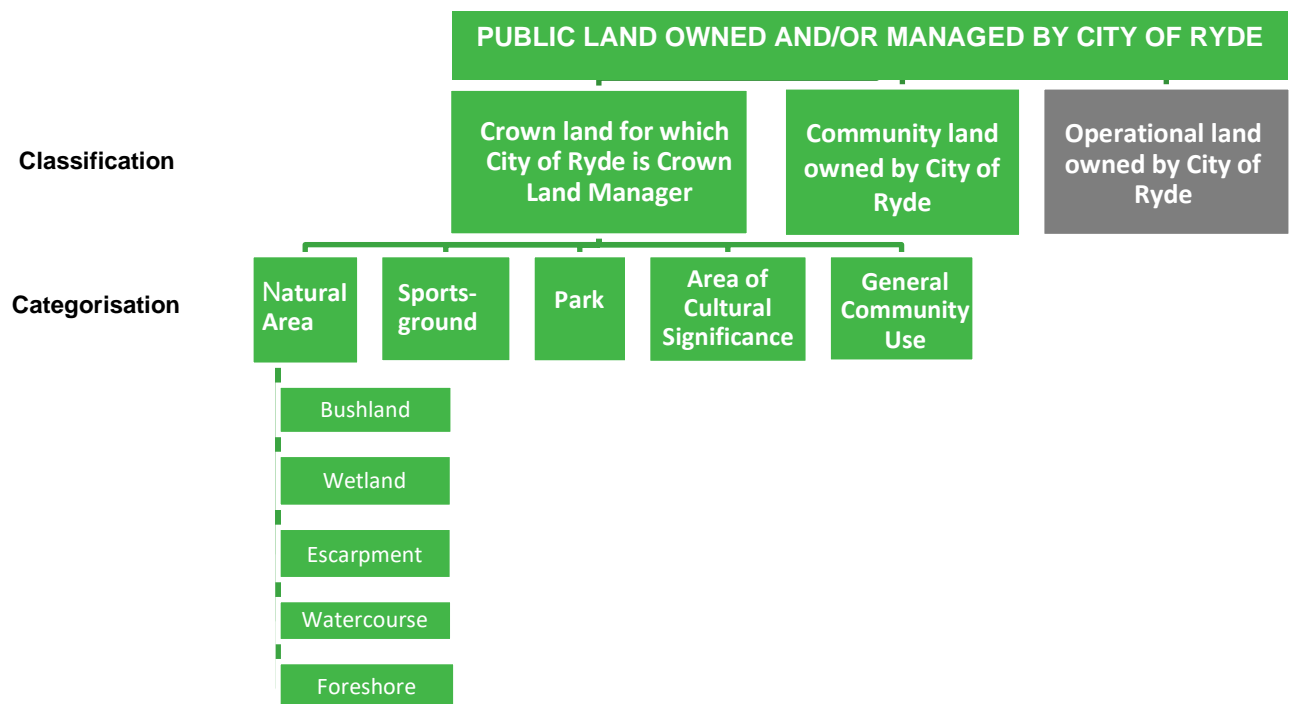 PUBLIC LAND OWNED AND/OR MANAGED BY CITY OF RYDE
Classification
Crown land for which
City of Ryde is Crown
Land Manager
Community land
owned by City of
Ryde
Operational land
owned by City of
Ryde
Categorisation
Natural
Area
Sports-
ground
Park
Area of
Cultural
Significance
General
Community
Use
Bushland
Wetland
Escarpment
Watercourse
Foreshore